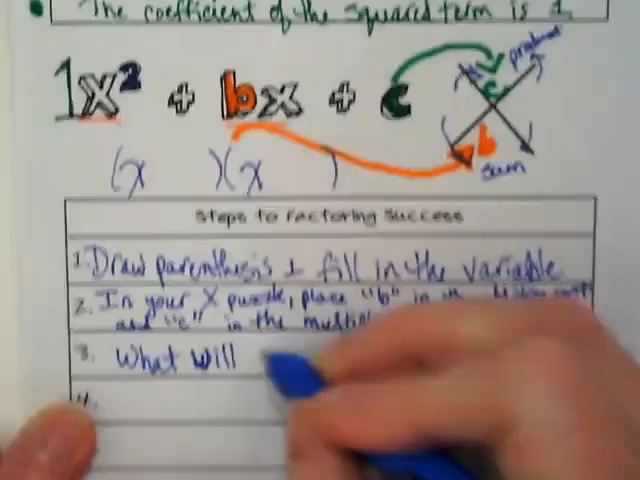 The coefficient of the squared term is 1.
product
1x² + bx + c
c
b
sum
(x )(x )
Steps to Factoring Success
1. Draw parenthesis + fill in the variable
2. In your X puzzle, place "b" in
and "c" in the
3. What will
4.